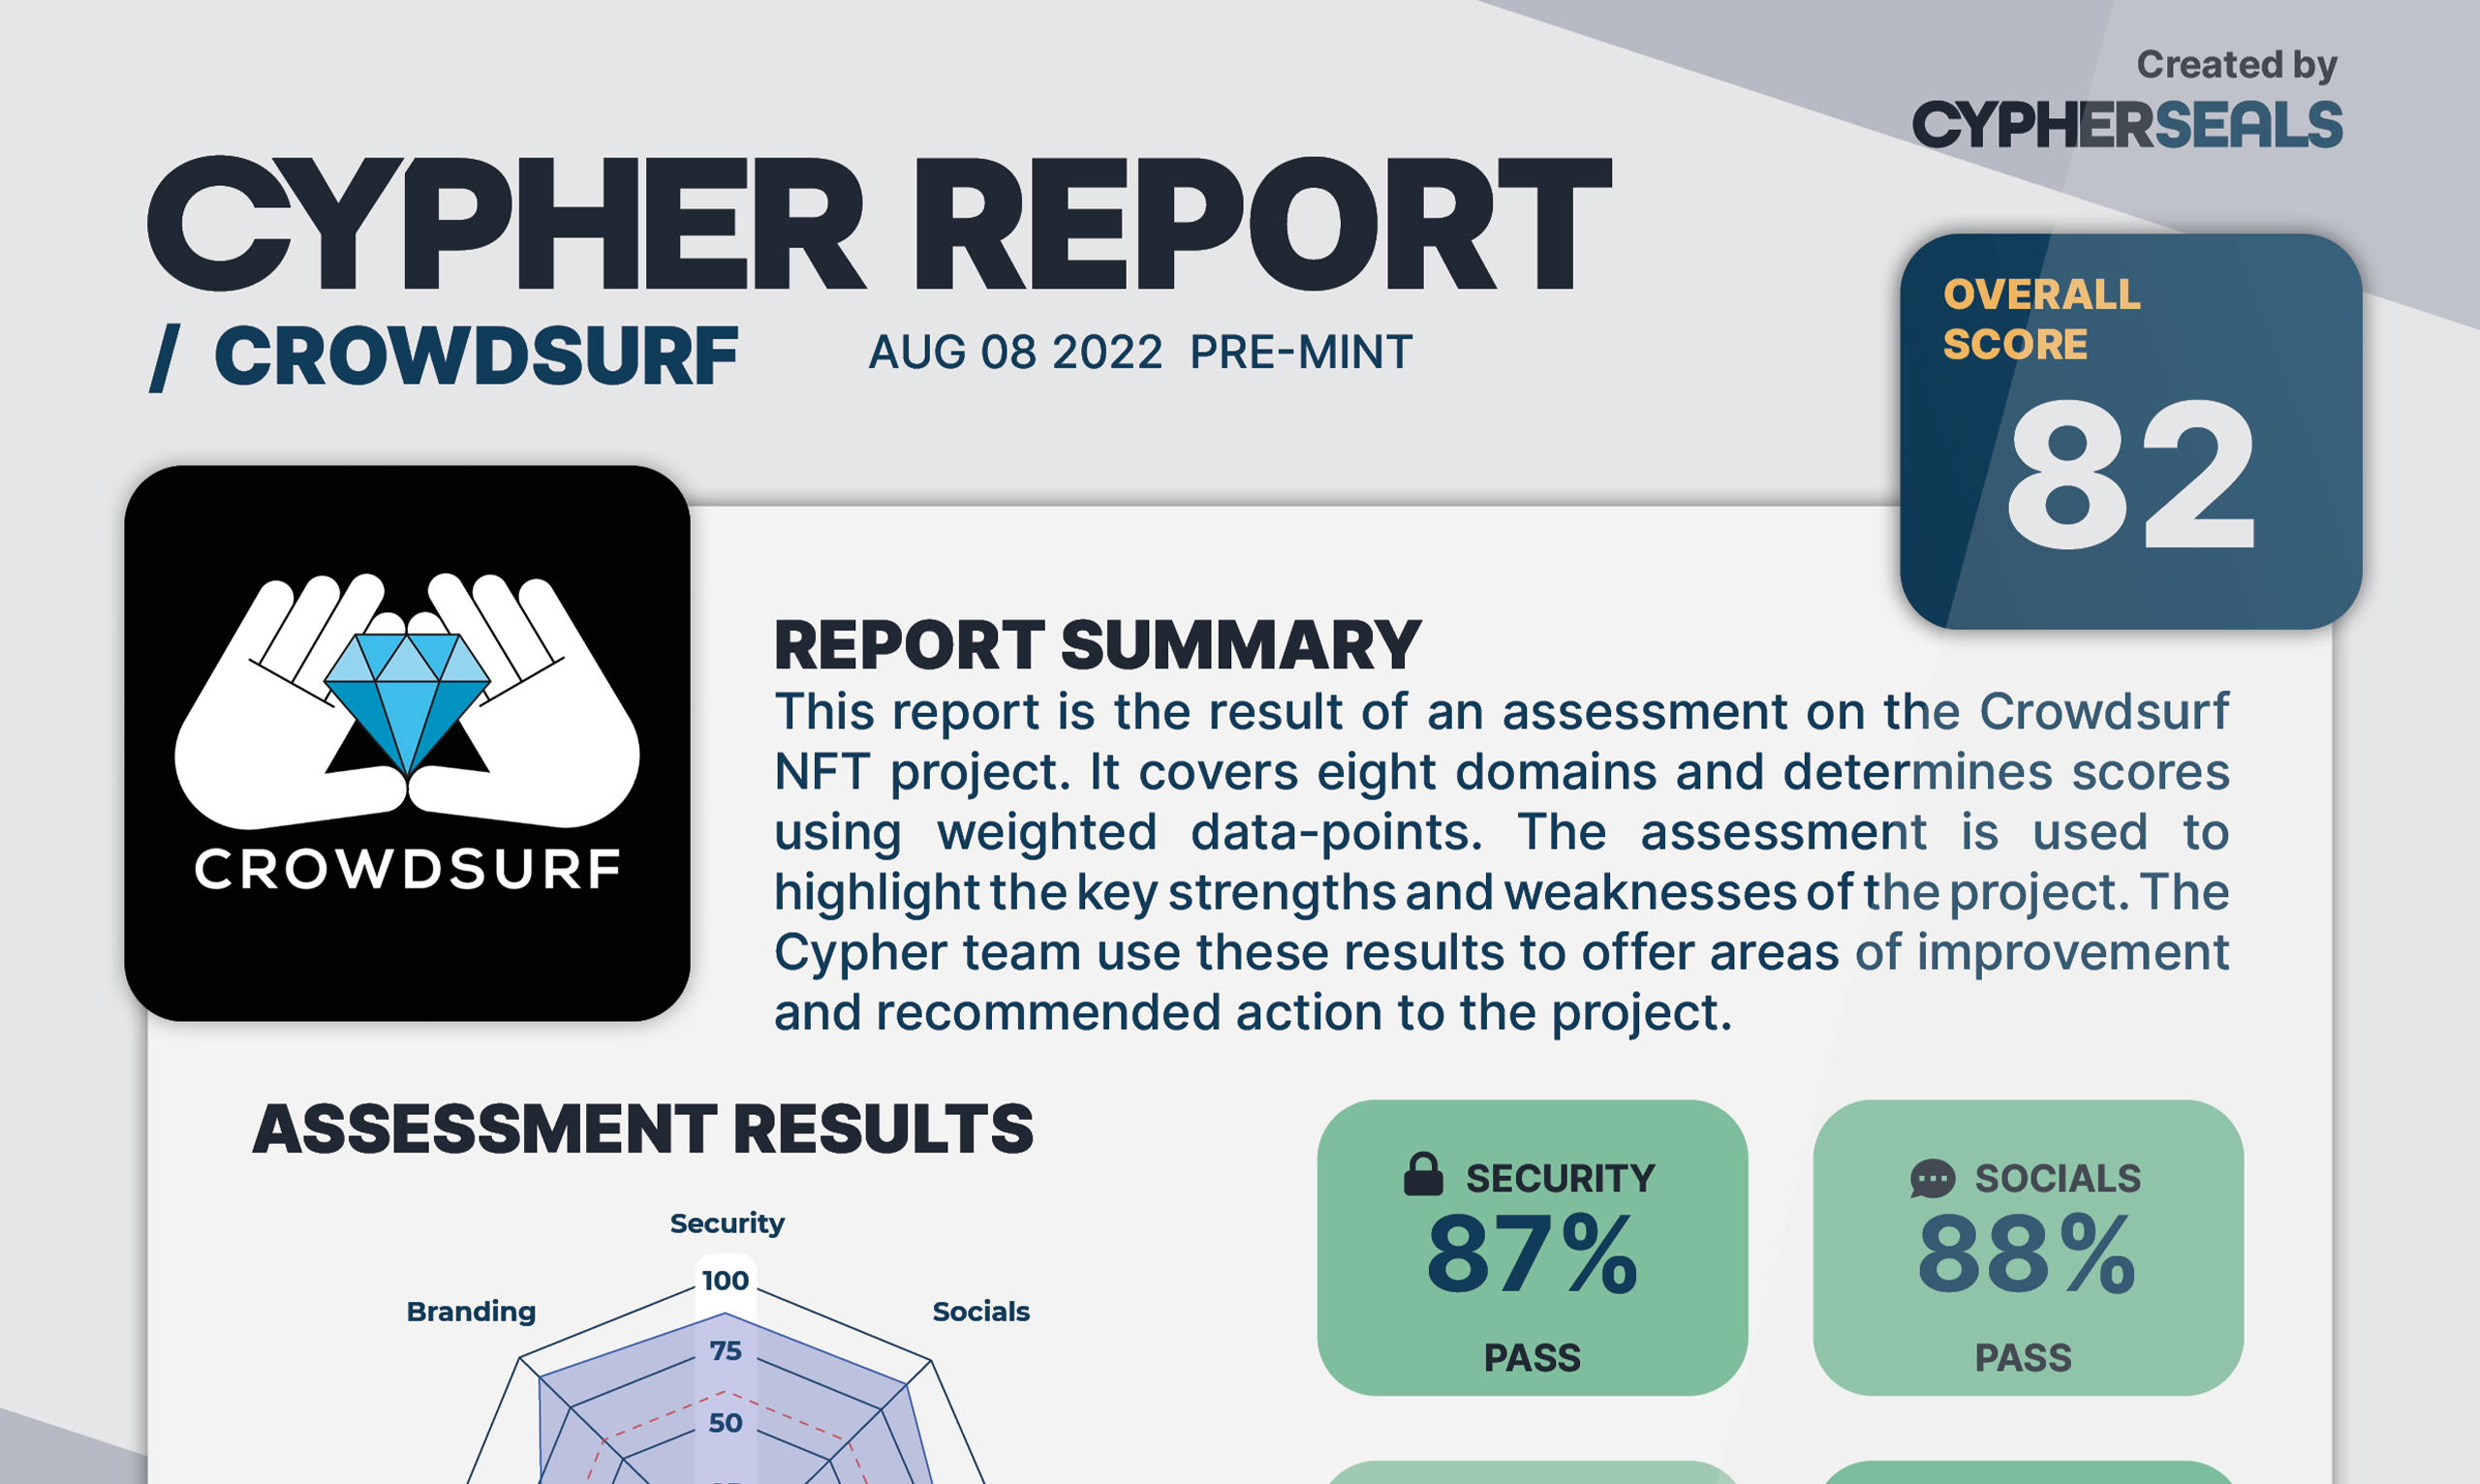 Created by
CYPHERSEALS
CYPHER REPORT
/ CROWDSURF
AUG 08 2022 PRE-MINT
OVERALL
SCORE
82
CROWDSURF
REPORT SUMMARY
This report is the result of an assessment on the Crowdsurf
NFT project. It covers eight domains and determines scores
using weighted data-points. The assessment is used to
highlight the key strengths and weaknesses of the project. The
Cypher team use these results to offer areas of improvement
and recommended action to the project.
ASSESSMENT RESULTS
Security
100
Branding
Socials
75
50
SECURITY
87%
PASS
SOCIALS
88%
PASS